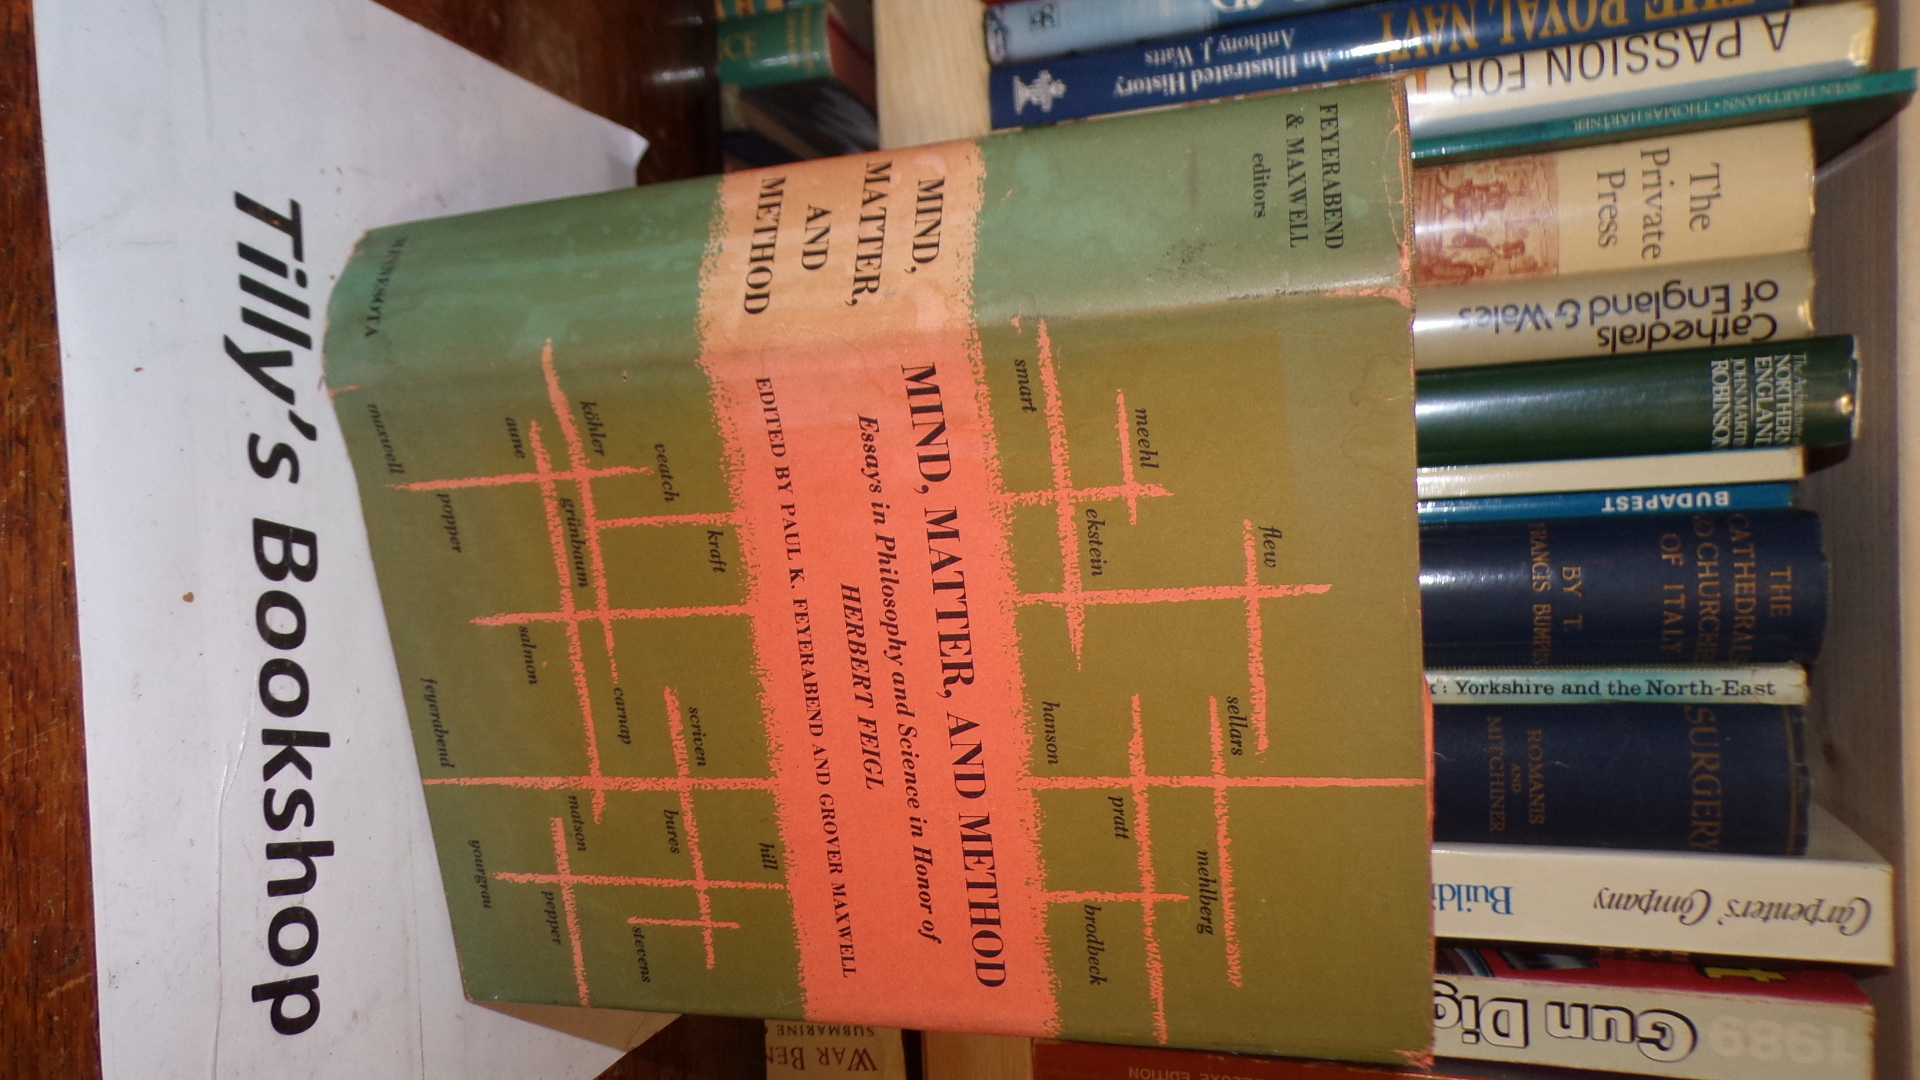 FEYERABEND
& MAXWELL
editors
MIND,
MATTER,
AND
METHOD
MINNESOTA
flew
meehl
smart
ekstein
sellars
hanson
pratt
mehlberg
brodbeck
MIND, MATTER, AND METHOD
Essays in Philosophy and Science in Honor of
HERBERT FEIGL
EDITED BY PAUL K. FEYERABEND AND GROVER MAXWELL
kraft
veatch
köhler
grünbaum
aune
popper
maxwell
hill
scriven
bures
carnap
stevens
salmon
matson
pepper
feyerabend
yourgrau
Tilly's Bookshop
THE ROYAL NAVY
An Illustrated History
Anthony J. Watts
A PASSION FOR
SVEN HARTMANN • THOMAS HARTNER
The
Private
Press
Cathedrals
of England & Wales
NORTHERN
ENGLAND
JOHN MARTIN
ROBINSON
BUDAPEST
THE
CATHEDRALS
CHURCHES
OF ITALY
BY T.
FRANCIS BUMPUS
: Yorkshire and the North-East
SURGERY
ROMANIS
AND
MITCHINER
Carpenters' Company
Buildi
1989
Gun Dig
WAR BEN
SUBMARINE
EDITION